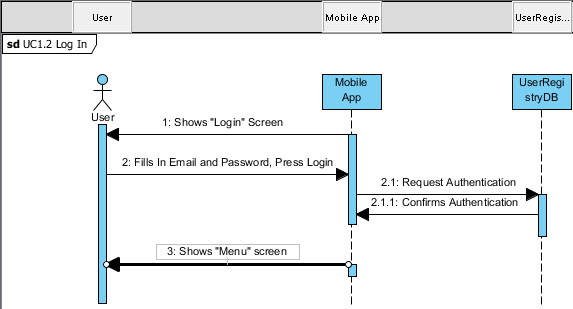 User
Mobile App
UserRegis...
sd UC1.2 Log In
Mobile
App
UserRegi
stryDB
User
1: Shows "Login" Screen
2: Fills In Email and Password, Press Login
2.1: Request Authentication
2.1.1: Confirms Authentication
3: Shows "Menu" screen